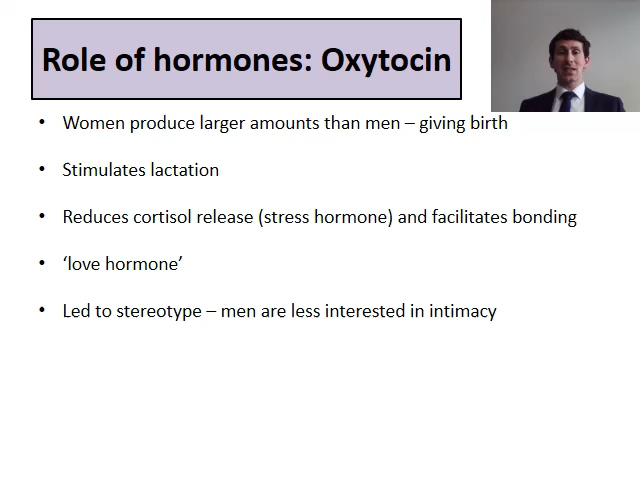 Role of hormones: Oxytocin
• Women produce larger amounts than men – giving birth
• Stimulates lactation
• Reduces cortisol release (stress hormone) and facilitates bonding
• ‘love hormone’
• Led to stereotype – men are less interested in intimacy